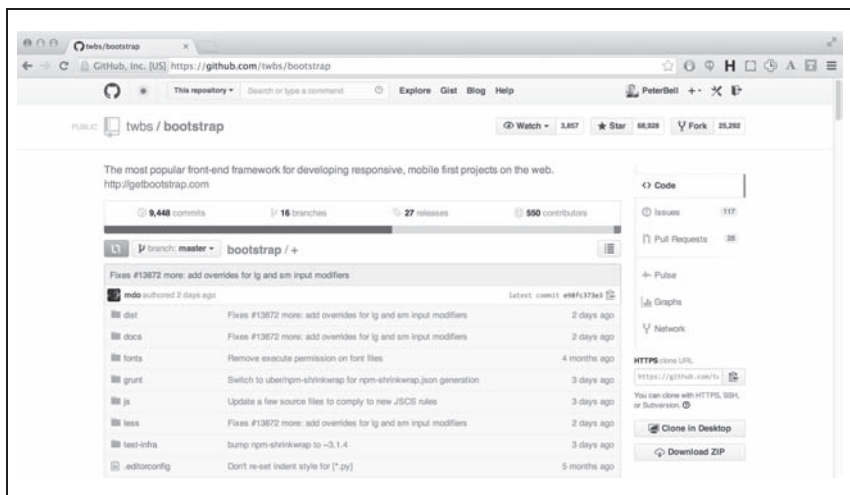 twbs/bootstrap
GitHub, Inc. [US] https://github.com/twbs/bootstrap
This repository Search or type a command Explore Gist Blog Help PeterBell
PUBLIC twbs / bootstrap Watch 3,857 Star 68,928 Fork 25,292
The most popular front-end framework for developing responsive, mobile first projects on the web.
http://getbootstrap.com
9,448 commits 16 branches 27 releases 550 contributors
branch: master bootstrap / +
Fixes #13872 more: add overrides for lg and sm input modifiers
mdo authored 2 days ago latest commit e98fc373e3
dist Fixes #13872 more: add overrides for lg and sm input modifiers 2 days ago
docs Fixes #13872 more: add overrides for lg and sm input modifiers 2 days ago
fonts Remove execute permission on font files 4 months ago
grunt Switch to uber/npm-shrinkwrap for npm-shrinkwrap.json generation 3 days ago
js Update a few source files to comply to new JSCS rules 3 days ago
less Fixes #13872 more: add overrides for lg and sm input modifiers 2 days ago
test-infra bump npm-shrinkwrap to ~3.1.4 3 days ago
.editorconfig Don't re-set indent style for [*.py] 5 months ago
Code
Issues 117
Pull Requests 28
Pulse
Graphs
Network
HTTPS clone URL
https://github.com/tw
You can clone with HTTPS, SSH,
or Subversion.
Clone in Desktop
Download ZIP